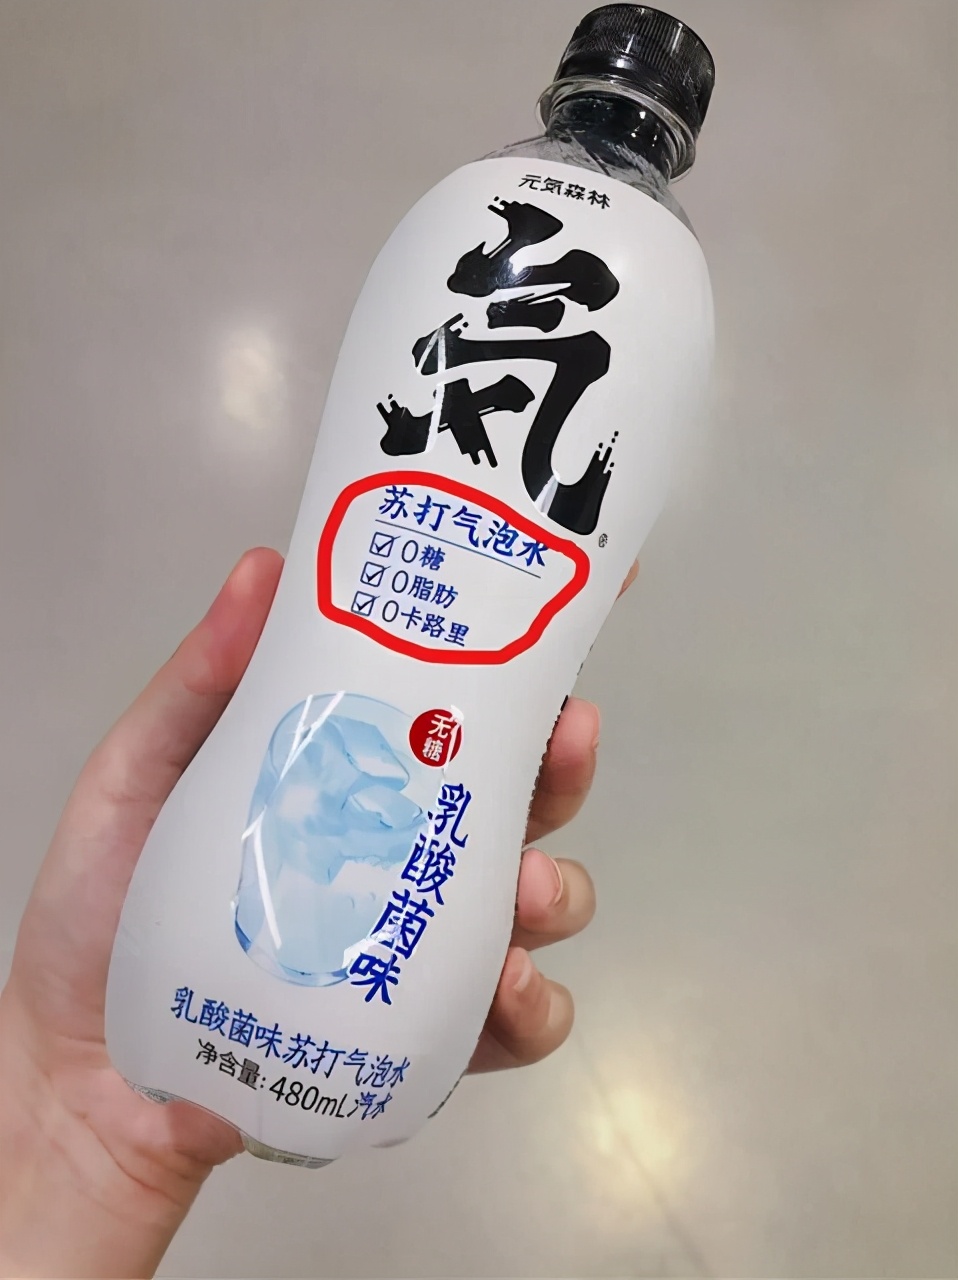 元気森林
気
苏打气泡水
0糖
0脂肪
0卡路里
无糖
乳酸菌味
乳酸菌味苏打气泡水
净含量:480mL 汽水